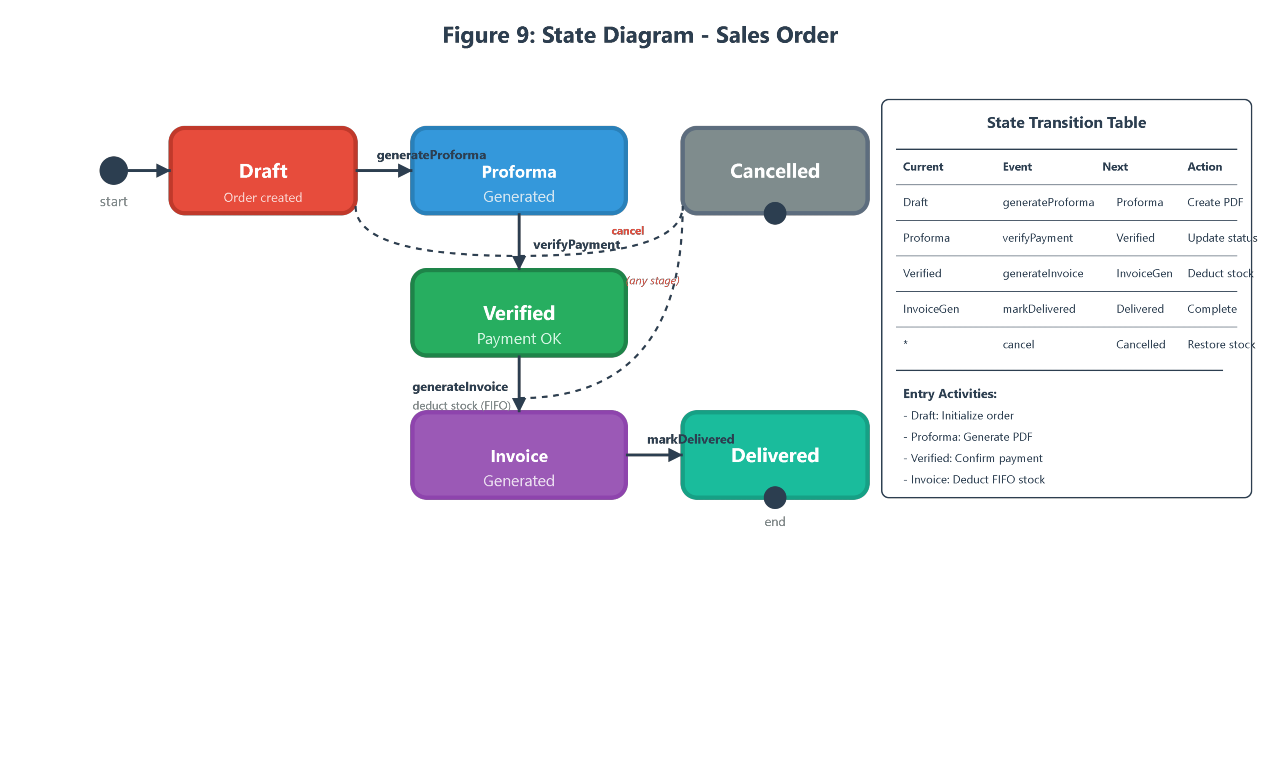 Figure 9: State Diagram - Sales Order
start
Draft
Order created
generateProforma
Proforma
Generated
Cancelled
cancel
verifyPayment
(any stage)
Verified
Payment OK
generateInvoice
deduct stock (FIFO)
Invoice
Generated
markDelivered
Delivered
end
State Transition Table
Current Event Next Action
Draft generateProforma Proforma Create PDF
Proforma verifyPayment Verified Update status
Verified generateInvoice InvoiceGen Deduct stock
InvoiceGen markDelivered Delivered Complete
* cancel Cancelled Restore stock
Entry Activities:
- Draft: Initialize order
- Proforma: Generate PDF
- Verified: Confirm payment
- Invoice: Deduct FIFO stock